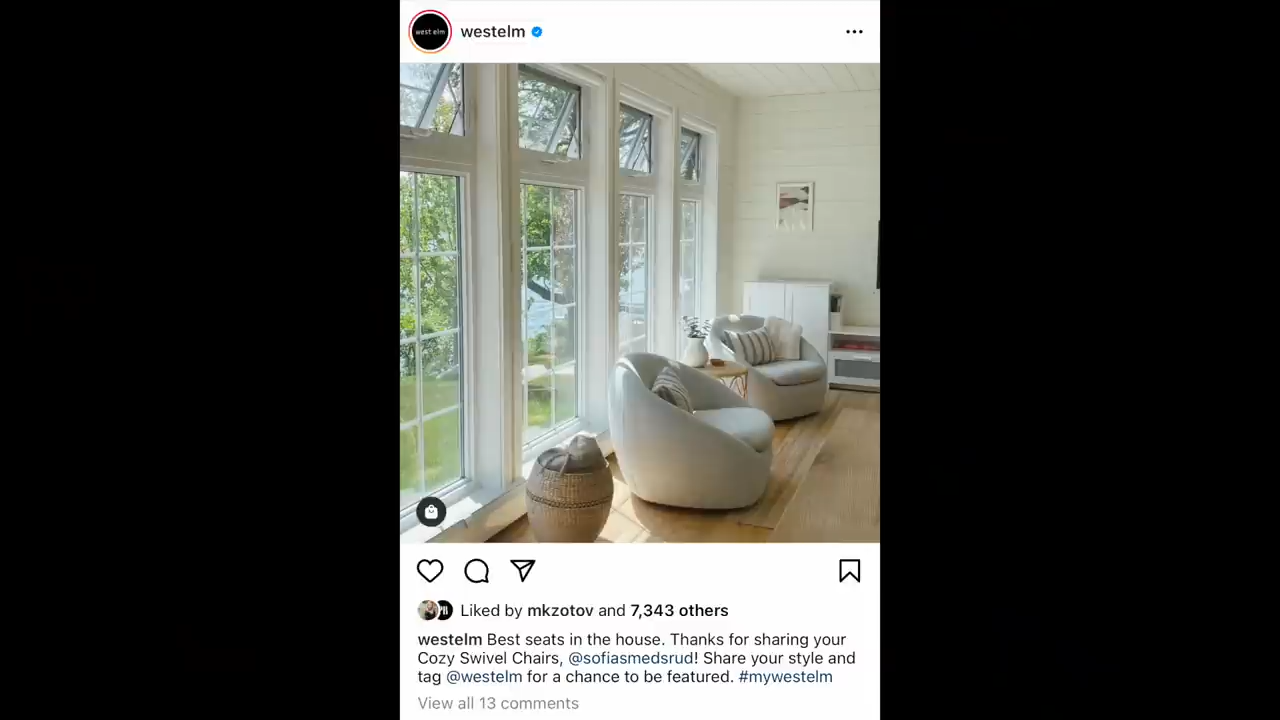 west elm
westelm
Liked by mkzotov and 7,343 others
westelm Best seats in the house. Thanks for sharing your
Cozy Swivel Chairs, @sofiasmedsrud! Share your style and
tag @westelm for a chance to be featured. #mywestelm
View all 13 comments